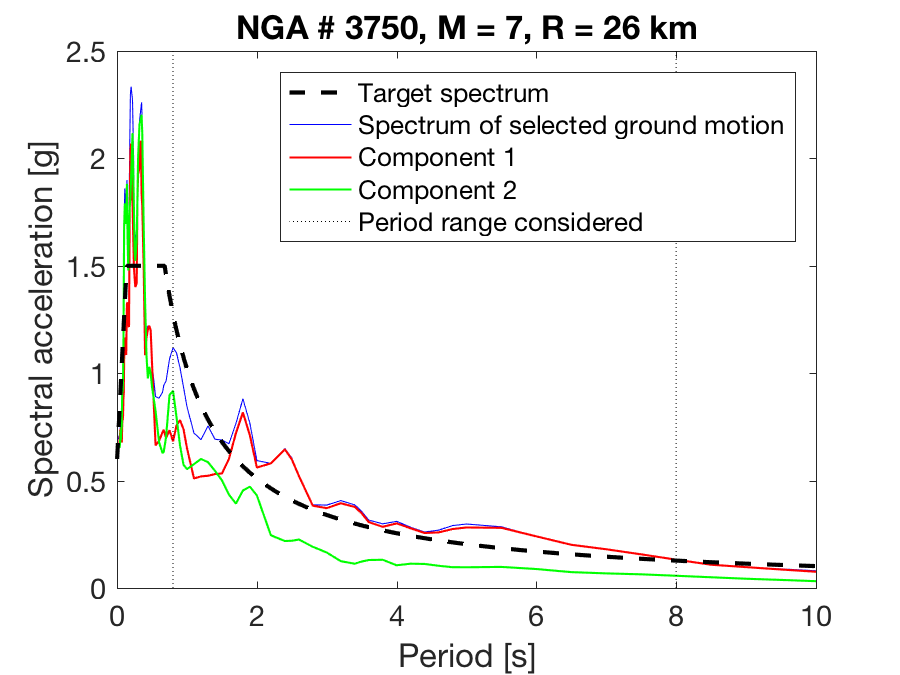 NGA # 3750, M = 7, R = 26 km
2.5
2
1.5
1
0.5
0
Spectral acceleration [g]
Target spectrum
Spectrum of selected ground motion
Component 1
Component 2
Period range considered
0 2 4 6 8 10
Period [s]